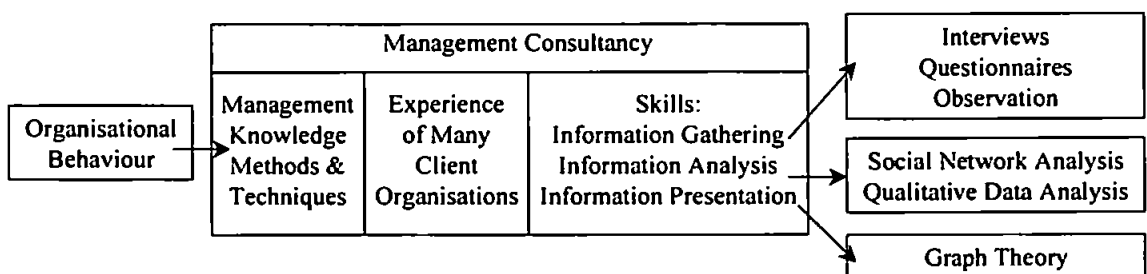 Management Consultancy
Organisational
Behaviour
Management
Knowledge
Methods &
Techniques
Experience
of Many
Client
Organisations
Skills:
Information Gathering
Information Analysis
Information Presentation
Interviews
Questionnaires
Observation
Social Network Analysis
Qualitative Data Analysis
Graph Theory